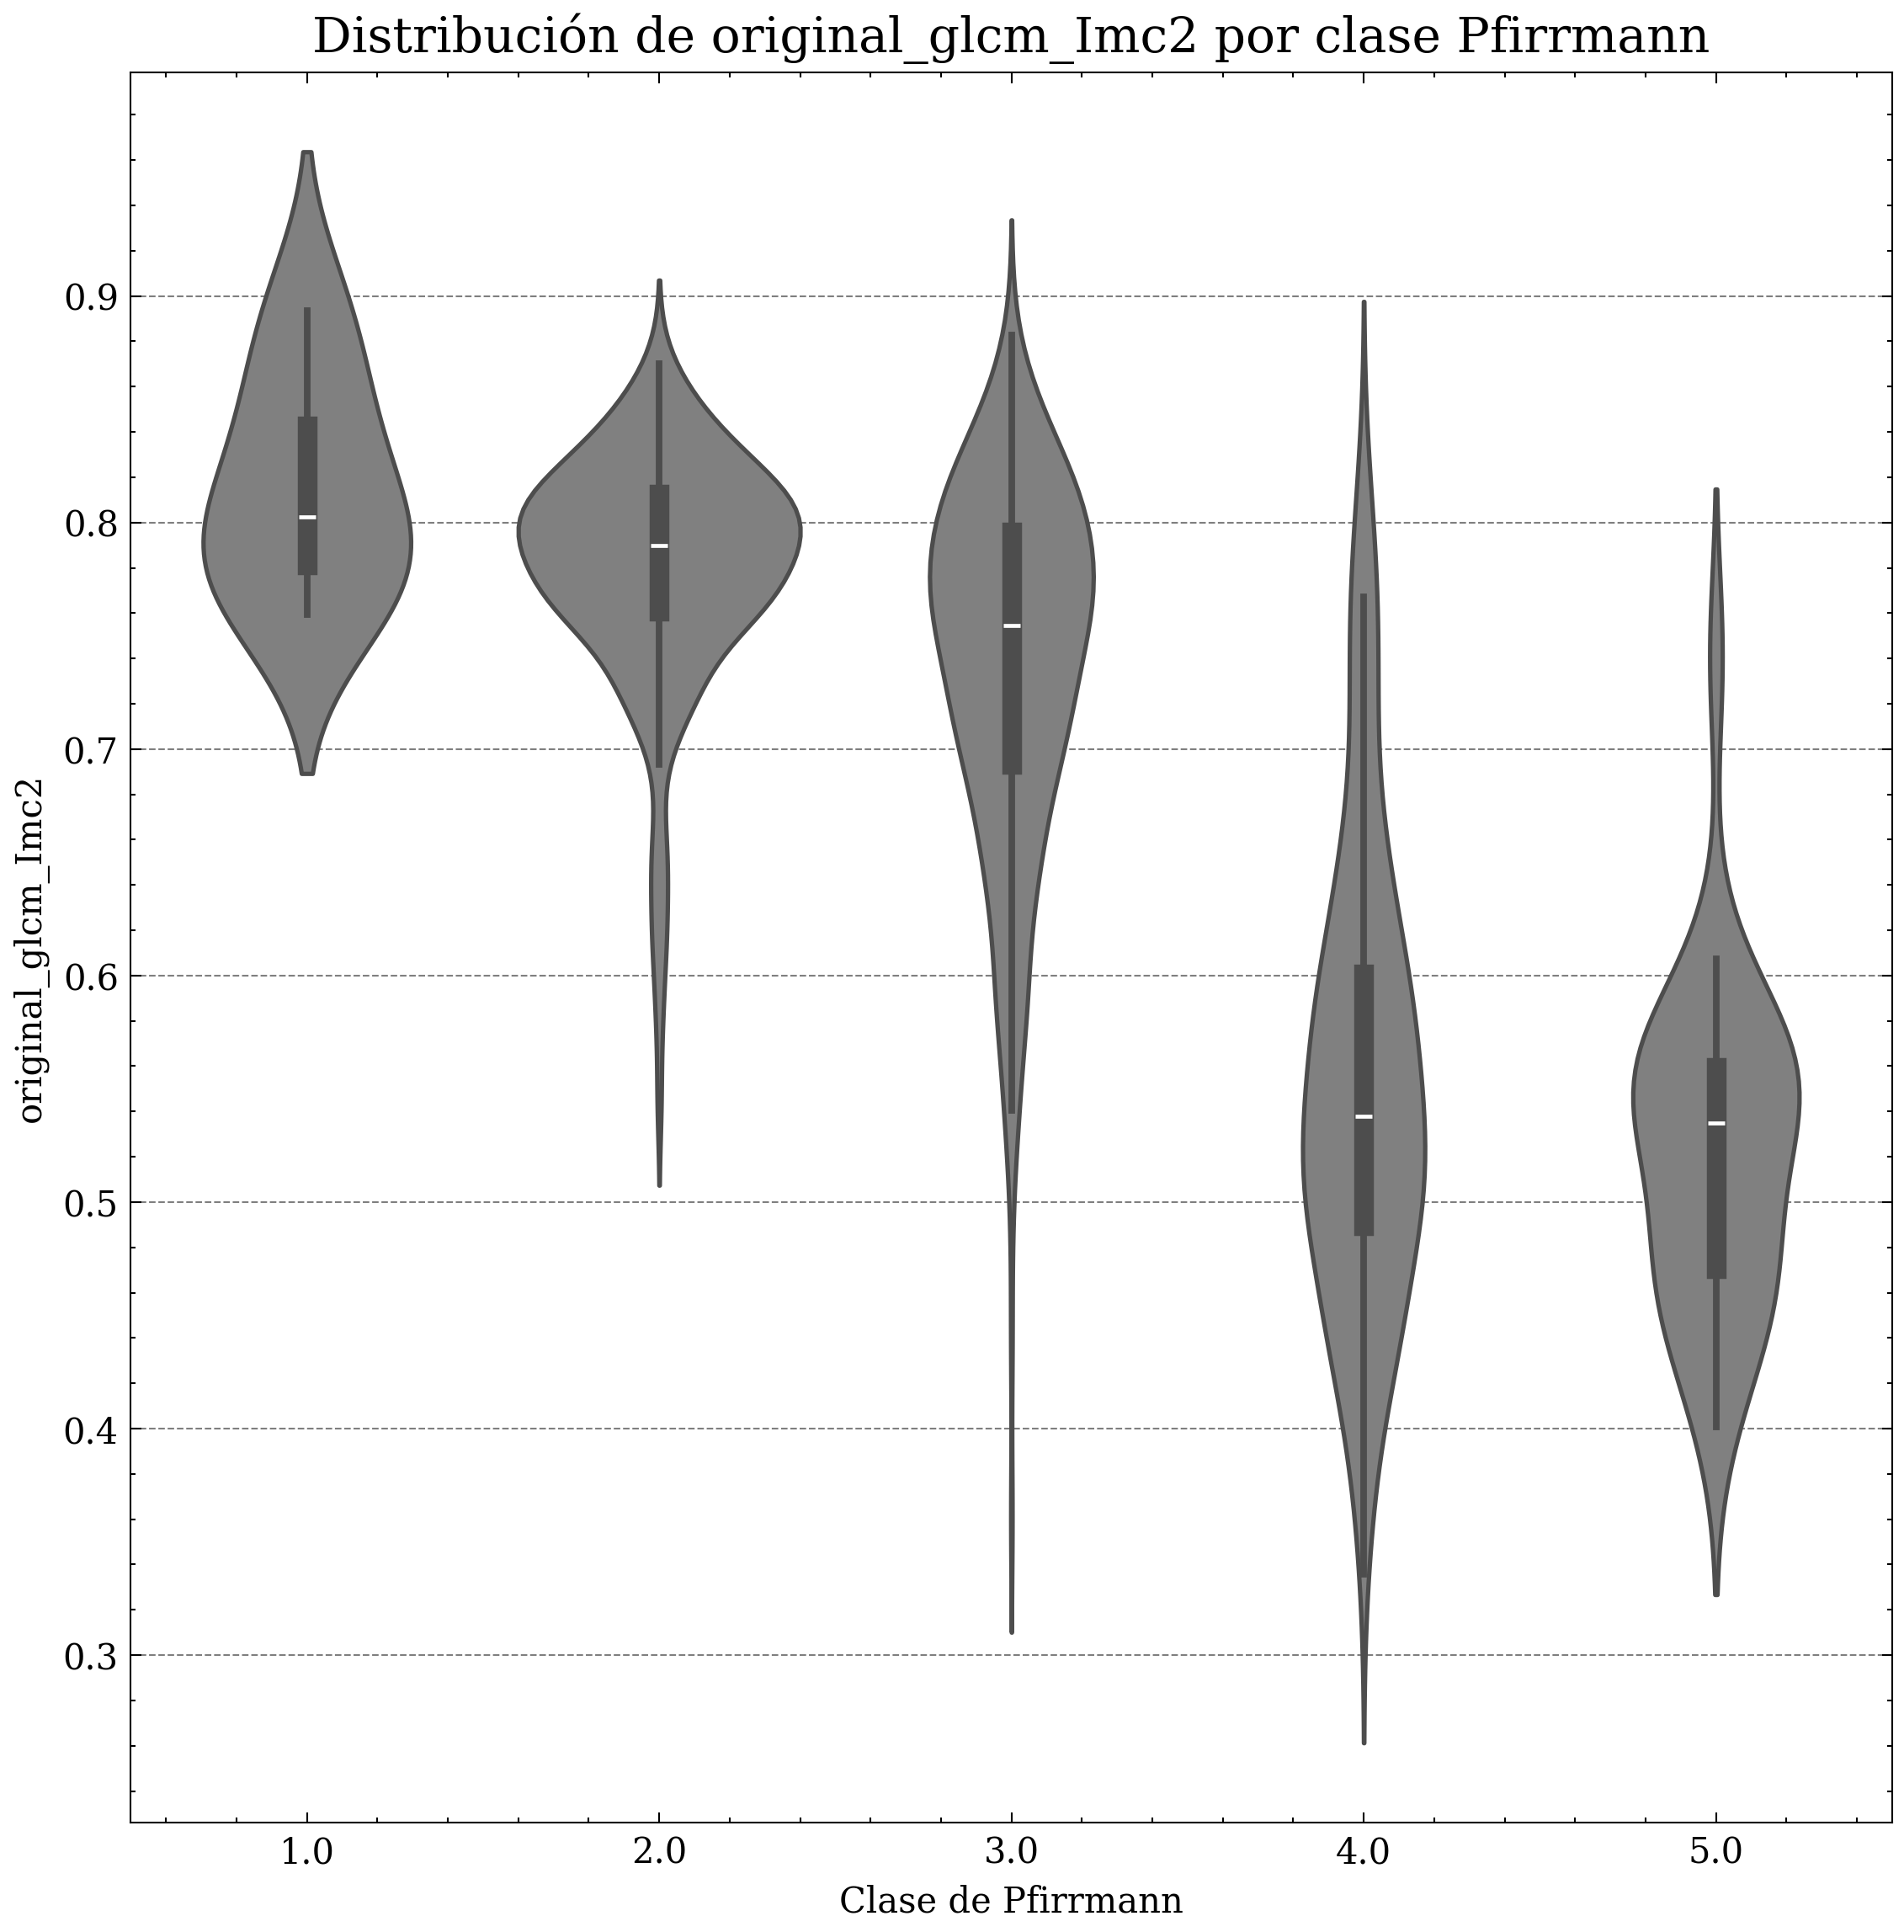 Distribución de original_glcm_Imc2 por clase Pfirrmann
original_glcm_Imc2
0.9
0.8
0.7
0.6
0.5
0.4
0.3
1.0 2.0 3.0 4.0 5.0
Clase de Pfirrmann